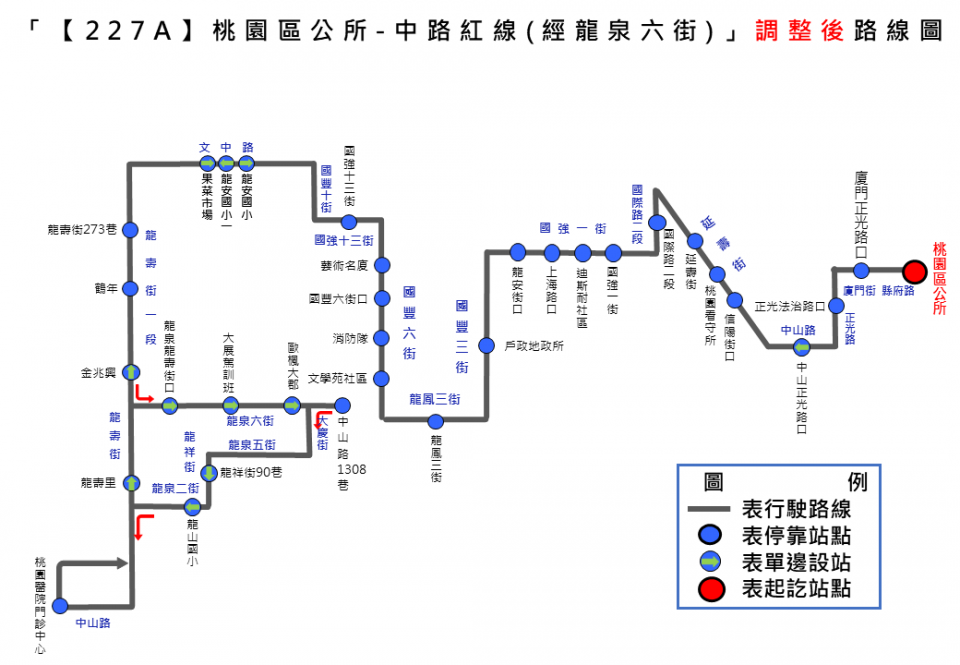 「【227A】桃園區公所-中路紅線(經龍泉六街)」調整後路線圖
文中路
果菜市場
龍安國小一
龍安國小
國豐十街
國強十三街
國強十三街
龍壽街273巷
龍壽街一段
鶴年
金兆興
藝術名廈
國豐六街口
消防隊
文學苑社區
國豐六街
龍鳳三街
龍鳳三街
國豐三街
戶政地政所
國強一街
龍安街口
上海路口
迪斯耐社區
國強一街
國際路二段
國際路二段
延壽街
延壽街
桃園看守所
信陽街口
中山路
中山正光路口
正光法治路口
正光路
廈門正光路口
廈門街
縣府路
桃園區公所
龍泉龍壽街口
大展駕訓班
歐楓大郡
龍泉六街
大慶街
中山路1308巷
龍壽街
龍祥街
龍泉五街
龍祥街90巷
龍壽里
龍泉二街
龍山國小
桃園醫院門診中心
中山路
圖例
表行駛路線
表停靠站點
表單邊設站
表起訖站點